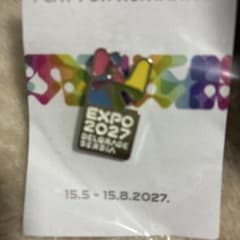 EXPO
2027
BELGRADE
SERBIA
15.5 - 15.8.2027.